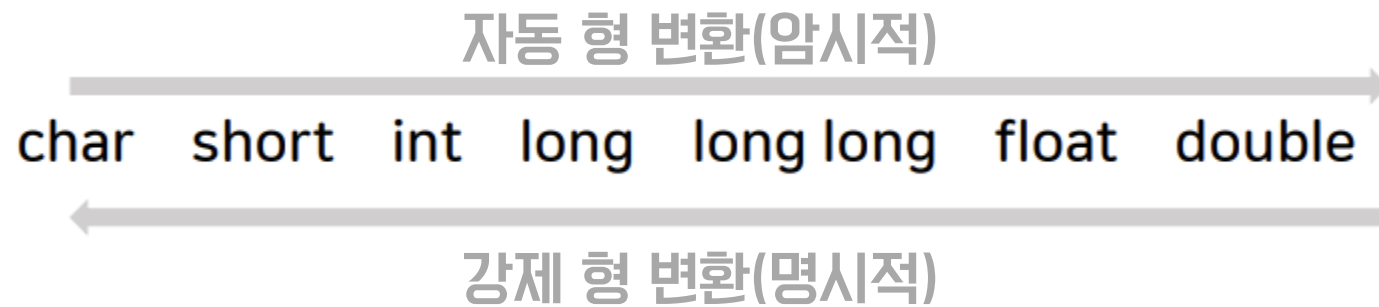 자동 형 변환(암시적)
char short int long long long float double
강제 형 변환(명시적)